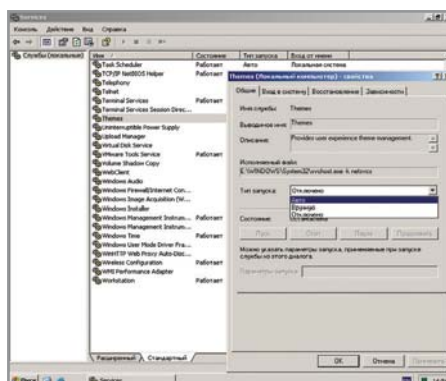 Services
Консоль Действие Вид Справка
Службы (локальные)
Имя Состояние Тип запуска Вход от имени
Task Scheduler Работает Авто Локальная система
TCP/IP NetBIOS Helper Работает
Telephony
Telnet
Terminal Services Работает
Terminal Services Session Direc...
Themes
Uninterruptible Power Supply
Upload Manager
Virtual Disk Service
VMware Tools Service Работает
Volume Shadow Copy
WebClient
Windows Audio
Windows Firewall/Internet Con... Работает
Windows Image Acquisition (W...
Windows Installer
Windows Management Instrum... Работает
Windows Management Instrum...
Windows Time Работает
Windows User Mode Driver Fra...
WinHTTP Web Proxy Auto-Disc...
Wireless Configuration Работает
WMI Performance Adapter
Workstation Работает
Расширенный Стандартный
Themes (Локальный компьютер) - свойства
Общие Вход в систему Восстановление Зависимости
Имя службы: Themes
Выводимое имя: Themes
Описание: Provides user experience theme management.
Исполняемый файл:
E:\WINDOWS\System32\svchost.exe -k netsvcs
Тип запуска: Отключено
Авто
Вручную
Отключено
Состояние: Остановлена
Пуск Стоп Пауза Продолжить
Можно указать параметры запуска, применяемые при запуске
службы из этого диалога.
Параметры запуска:
OK Отмена Применить
Пуск Services